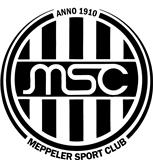 ANNO 1910
MSC
MEPPELER SPORT CLUB